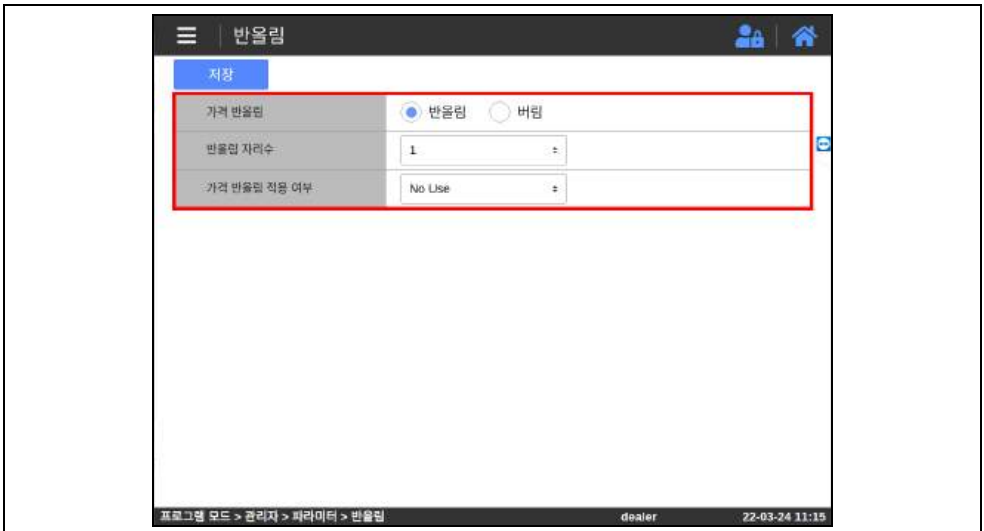 반올림
저장
가격 반올림 반올림 버림
반올림 자리수 1
가격 반올림 적용 여부 No Use
프로그램 모드 > 관리자 > 파라미터 > 반올림 dealer 22-03-24 11:15